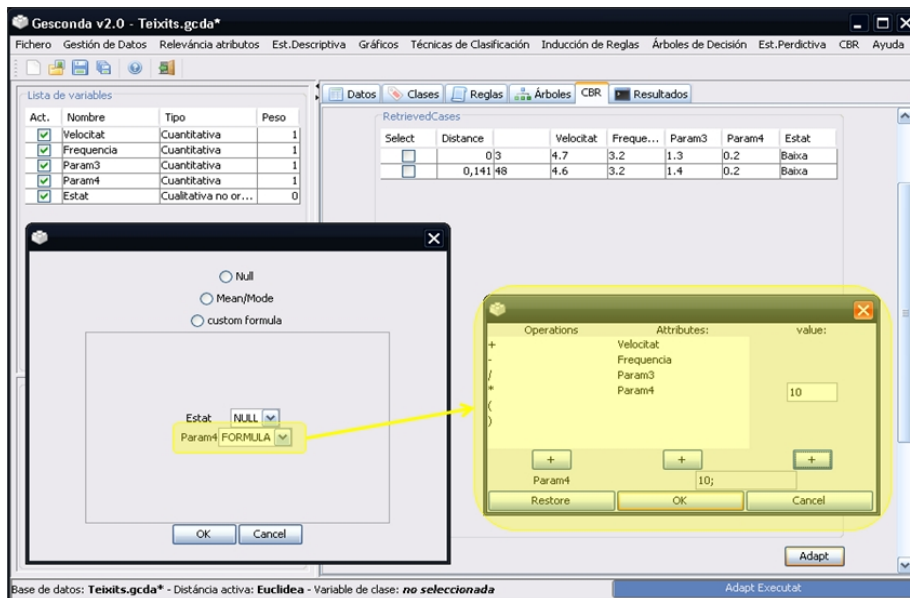 Gesconda v2.0 - Teixits.gcda*
Fichero Gestión de Datos Relevància atributos Est.Descriptiva Gráficos Técnicas de Clasificación Inducción de Reglas Árboles de Decisión Est.Perdictiva CBR Ayuda
Lista de variables
Act. Nombre Tipo Peso
Velocitat Cuantitativa 1
Frequencia Cuantitativa 1
Param3 Cuantitativa 1
Param4 Cuantitativa 1
Estat Cualitativa no or... 0
Datos Clases Reglas Árboles CBR Resultados
RetrievedCases
Select Distance Velocitat Freque... Param3 Param4 Estat
0 3 4.7 3.2 1.3 0.2 Baixa
0,141 48 4.6 3.2 1.4 0.2 Baixa
Null
Mean/Mode
custom formula
Estat NULL
Param4 FORMULA
OK Cancel
Operations Attributes: value:
+ Velocitat
- Frequencia
/ Param3
* Param4 10
(
)
+ + +
Param4 10;
Restore OK Cancel
Adapt
Base de datos: Teixits.gcda* - Distáncia activa: Euclidea - Variable de clase: no seleccionada
Adapt Executat